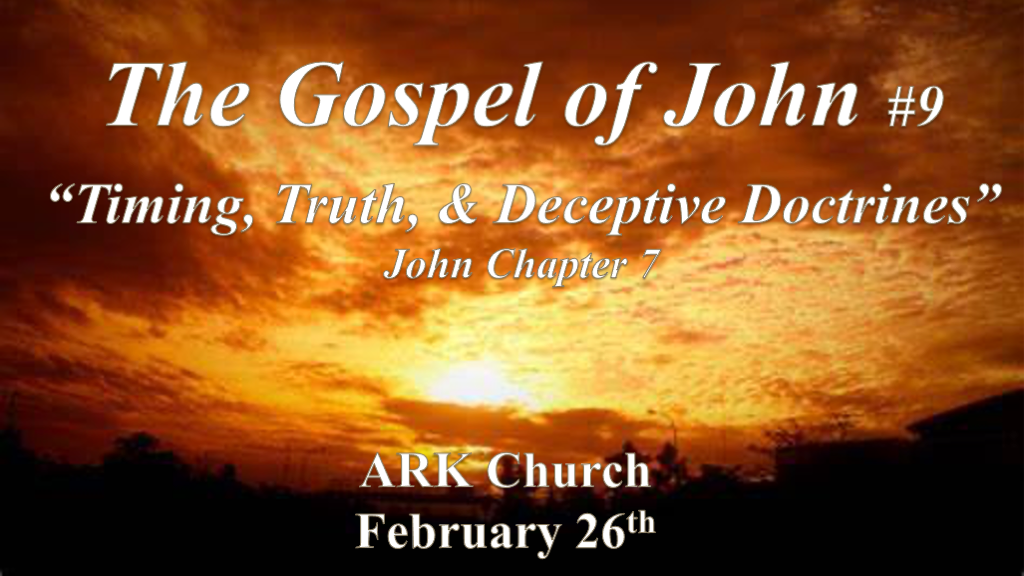 The Gospel of John #9
“Timing, Truth, & Deceptive Doctrines”
John Chapter 7
ARK Church
February 26th